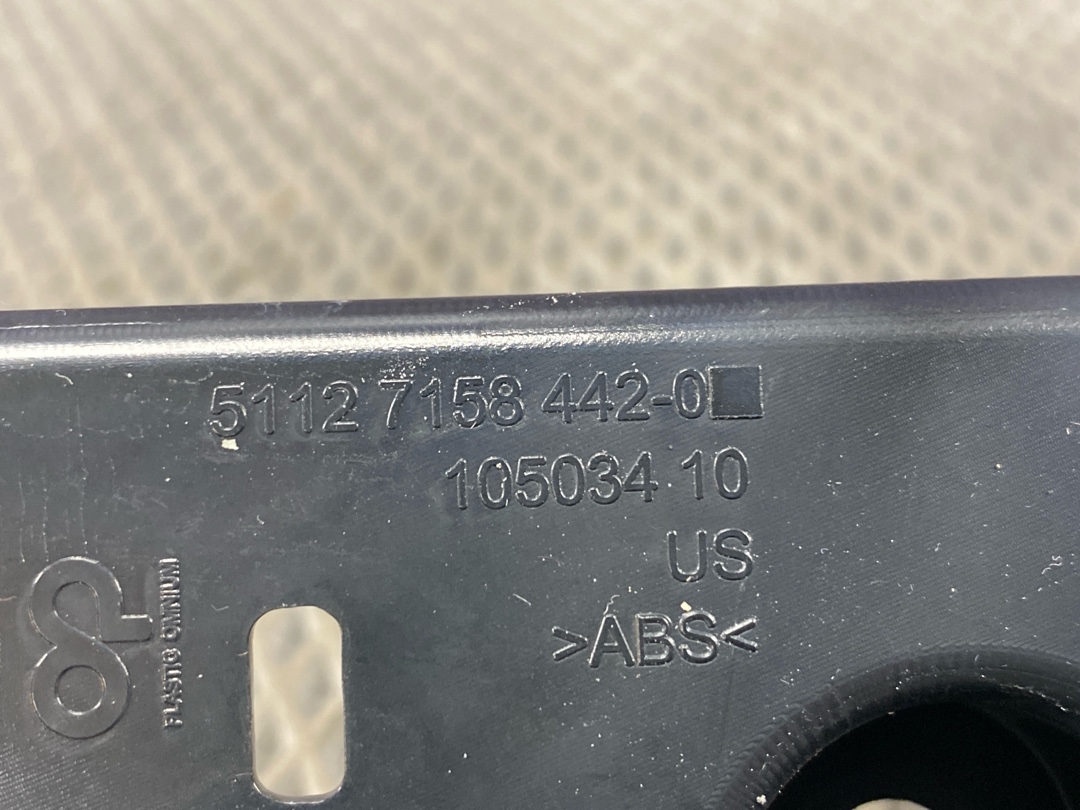 5112 7158 442-0
105034 10
US
>ABS<
PLASTIC OMNIUM